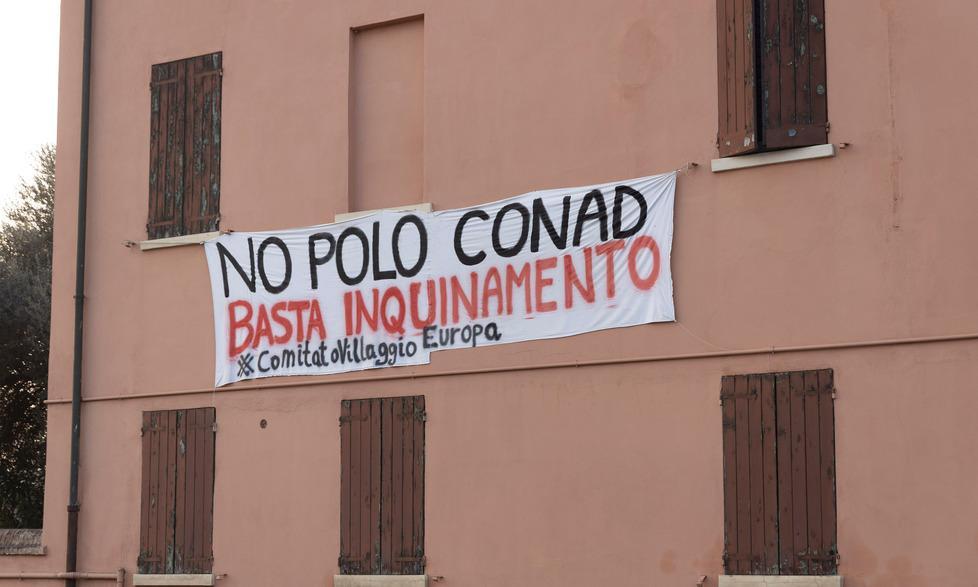 NO POLO CONAD
BASTA INQUINAMENTO
※ComitatoVillaggio Europa